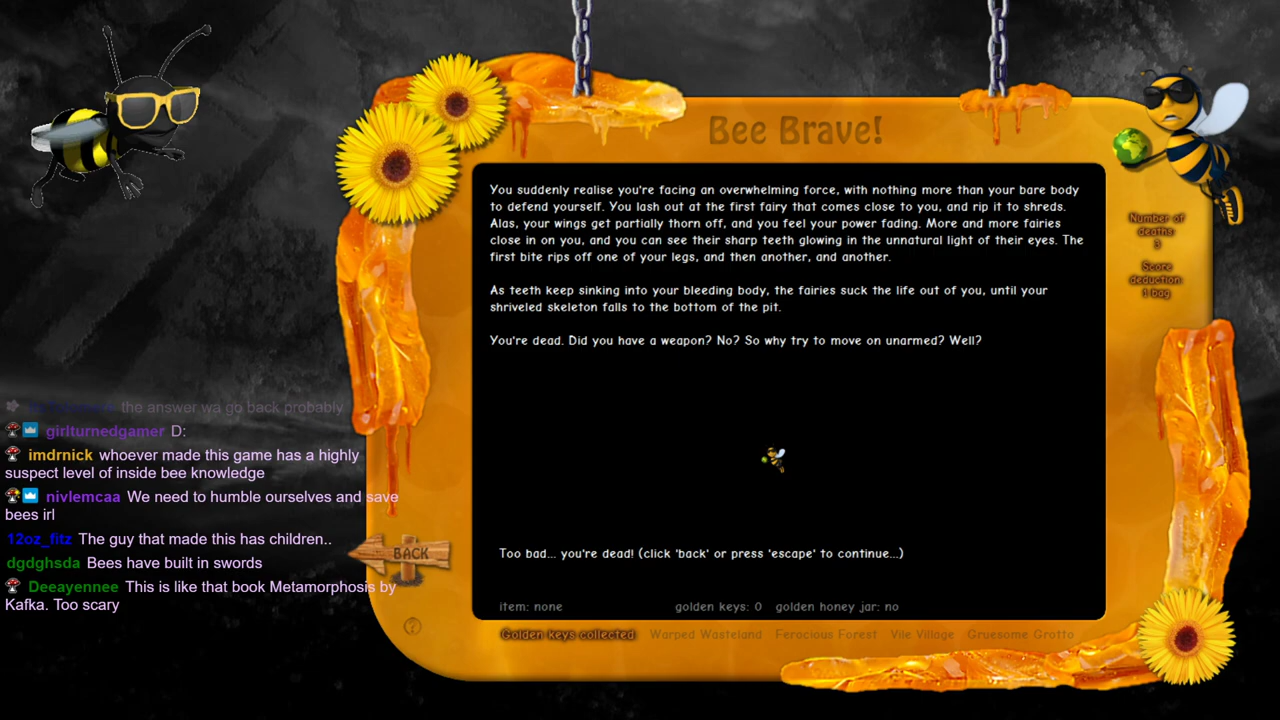 Bee Brave!
You suddenly realise you're facing an overwhelming force, with nothing more than your bare body
to defend yourself. You lash out at the first fairy that comes close to you, and rip it to shreds.
Alas, your wings get partially thorn off, and you feel your power fading. More and more fairies
close in on you, and you can see their sharp teeth glowing in the unnatural light of their eyes. The
first bite rips off one of your legs, and then another, and another.
As teeth keep sinking into your bleeding body, the fairies suck the life out of you, until your
shriveled skeleton falls to the bottom of the pit.
You're dead. Did you have a weapon? No? So why try to move on unarmed? Well?
Too bad... you're dead! (click 'back' or press 'escape' to continue...)
item: none golden keys: 0 golden honey jar: no
Golden keys collected Warped Wasteland Ferocious Forest Vile Village Gruesome Grotto
Number of
deaths:
3
Score
deduction:
1 bag
BACK
?
the answer wa go back probably
girlturnedgamer D:
imdrnick whoever made this game has a highly
suspect level of inside bee knowledge
nivlemcaa We need to humble ourselves and save
bees irl
12oz_fitz The guy that made this has children..
dgdghsda Bees have built in swords
Deeayennee This is like that book Metamorphosis by
Kafka. Too scary